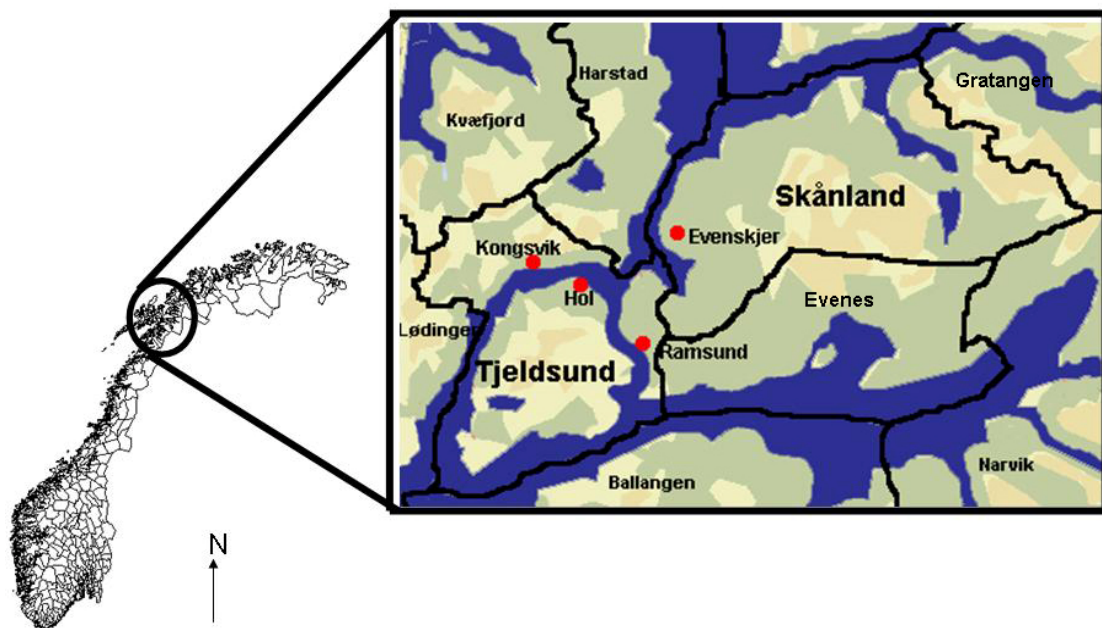 Harstad
Gratangen
Kvæfjord
Skånland
Evenskjer
Kongsvik
Hol
Evenes
Lødingen
Ramsund
Tjeldsund
Narvik
Ballangen
N